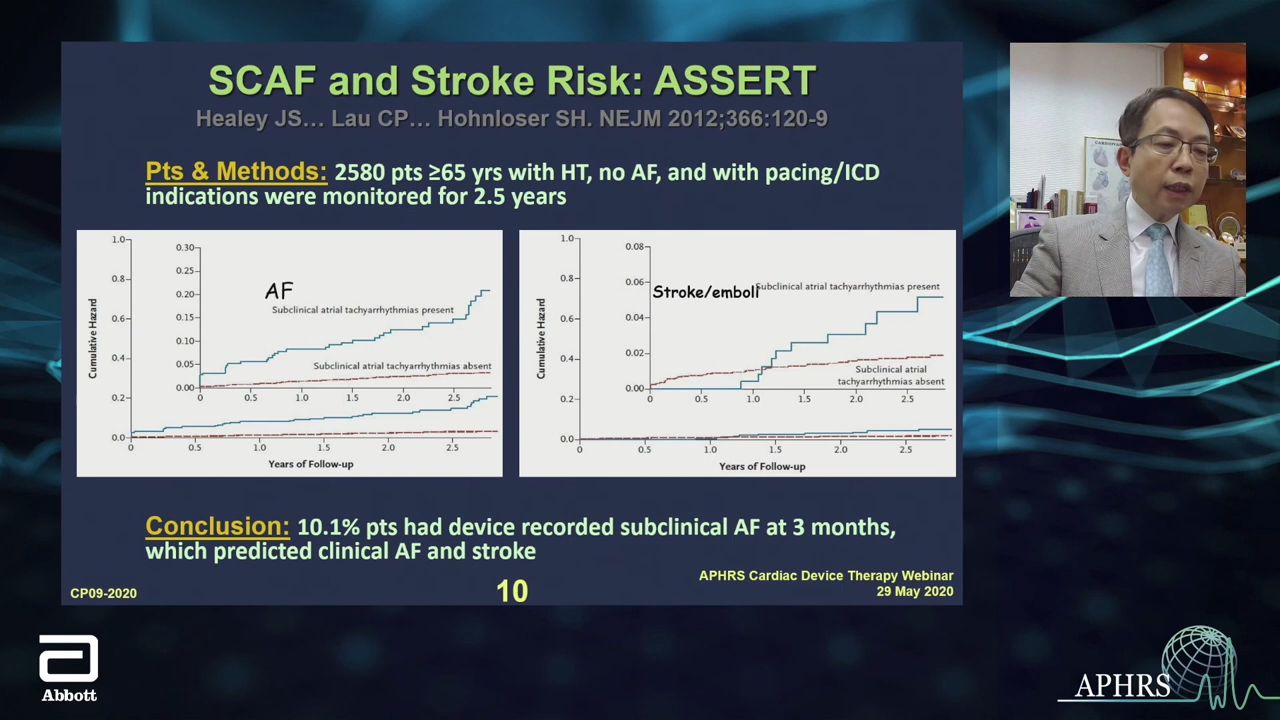 SCAF and Stroke Risk: ASSERT
Healey JS... Lau CP... Hohnloser SH. NEJM 2012;366:120-9
Pts & Methods: 2580 pts ≥65 yrs with HT, no AF, and with pacing/ICD
indications were monitored for 2.5 years
1.0
0.8
0.6
0.4
0.2
0.0
Cumulative Hazard
0.30
0.25
0.20
0.15
0.10
0.05
0.00
AF
Subclinical atrial tachyarrhythmias present
Subclinical atrial tachyarrhythmias absent
0 0.5 1.0 1.5 2.0 2.5
0 0.5 1.0 1.5 2.0 2.5
Years of Follow-up
1.0
0.8
0.6
0.4
0.2
0.0
Cumulative Hazard
0.08
0.06
0.04
0.02
0.00
Stroke/emboli
Subclinical atrial tachyarrhythmias present
Subclinical atrial
tachyarrhythmias absent
0 0.5 1.0 1.5 2.0 2.5
0 0.5 1.0 1.5 2.0 2.5
Years of Follow-up
Conclusion: 10.1% pts had device recorded subclinical AF at 3 months,
which predicted clinical AF and stroke
CP09-2020
10
APHRS Cardiac Device Therapy Webinar
29 May 2020
Abbott
APHRS